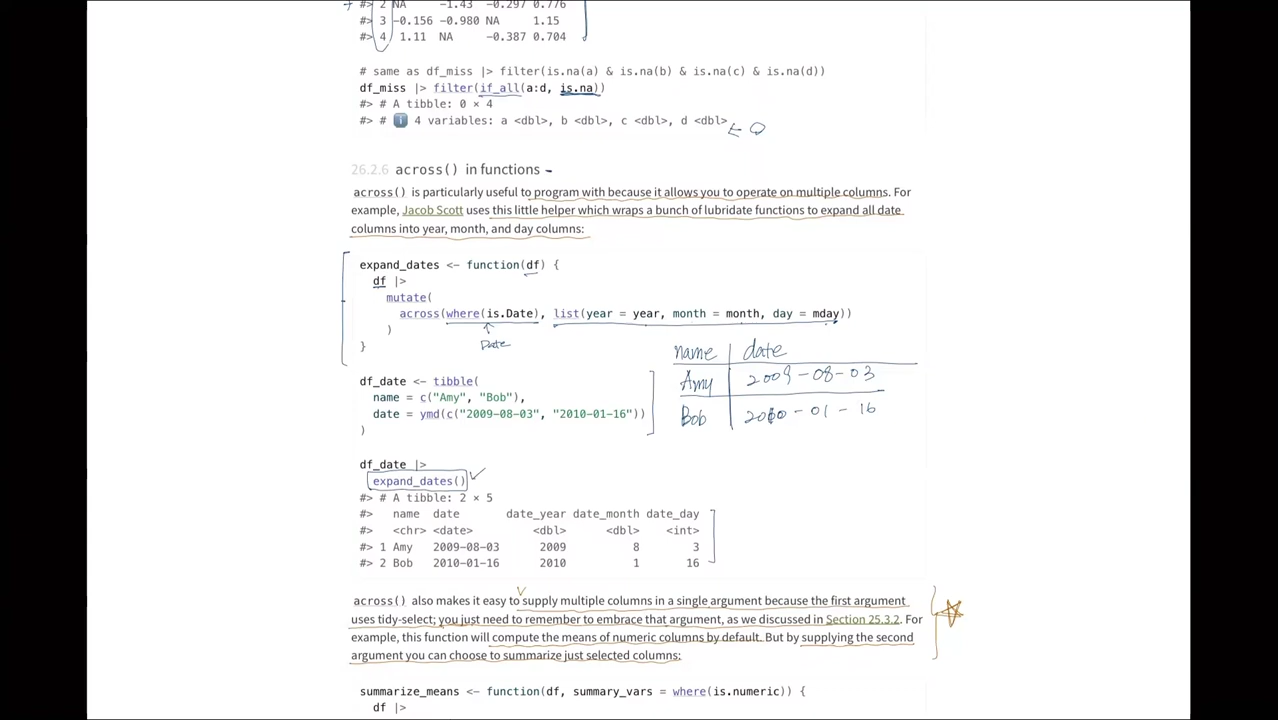 #> 2 NA -1.43 -0.297 0.776
#> 3 -0.156 -0.980 NA 1.15
#> 4 1.11 NA -0.387 0.704
# same as df_miss |> filter(is.na(a) & is.na(b) & is.na(c) & is.na(d))
df_miss |> filter(if_all(a:d, is.na))
#> # A tibble: 0 × 4
#> # ℹ 4 variables: a <dbl>, b <dbl>, c <dbl>, d <dbl>
← 0
26.2.6 across() in functions
across() is particularly useful to program with because it allows you to operate on multiple columns. For
example, Jacob Scott uses this little helper which wraps a bunch of lubridate functions to expand all date
columns into year, month, and day columns:
expand_dates <- function(df) {
df |>
mutate(
across(where(is.Date), list(year = year, month = month, day = mday))
)
}
Date
name date
Amy 2009-08-03
Bob 2010-01-16
df_date <- tibble(
name = c("Amy", "Bob"),
date = ymd(c("2009-08-03", "2010-01-16"))
)
df_date |>
expand_dates()
#> # A tibble: 2 × 5
#> name date date_year date_month date_day
#> <chr> <date> <dbl> <dbl> <int>
#> 1 Amy 2009-08-03 2009 8 3
#> 2 Bob 2010-01-16 2010 1 16
across() also makes it easy to supply multiple columns in a single argument because the first argument
uses tidy-select; you just need to remember to embrace that argument, as we discussed in Section 25.3.2. For
example, this function will compute the means of numeric columns by default. But by supplying the second
argument you can choose to summarize just selected columns:
summarize_means <- function(df, summary_vars = where(is.numeric)) {
df |>